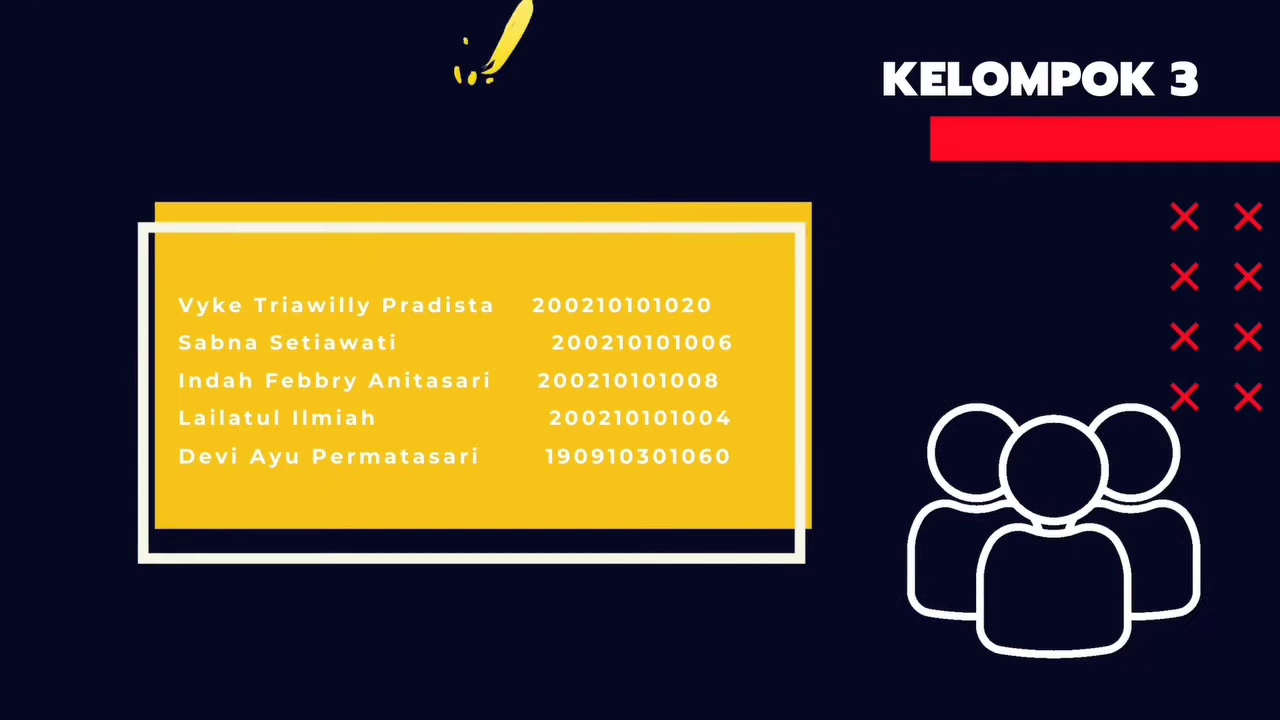 KELOMPOK 3
Vyke Triawilly Pradista 200210101020
Sabna Setiawati 200210101006
Indah Febbry Anitasari 200210101008
Lailatul Ilmiah 200210101004
Devi Ayu Permatasari 190910301060